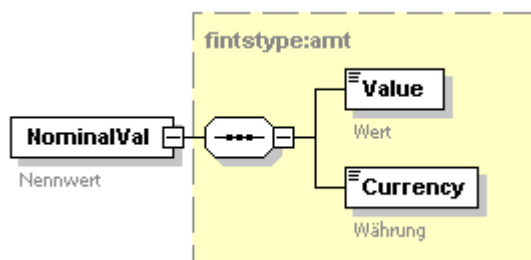 fintstype:amt
Value
Wert
NominalVal
Nennwert
Currency
Währung